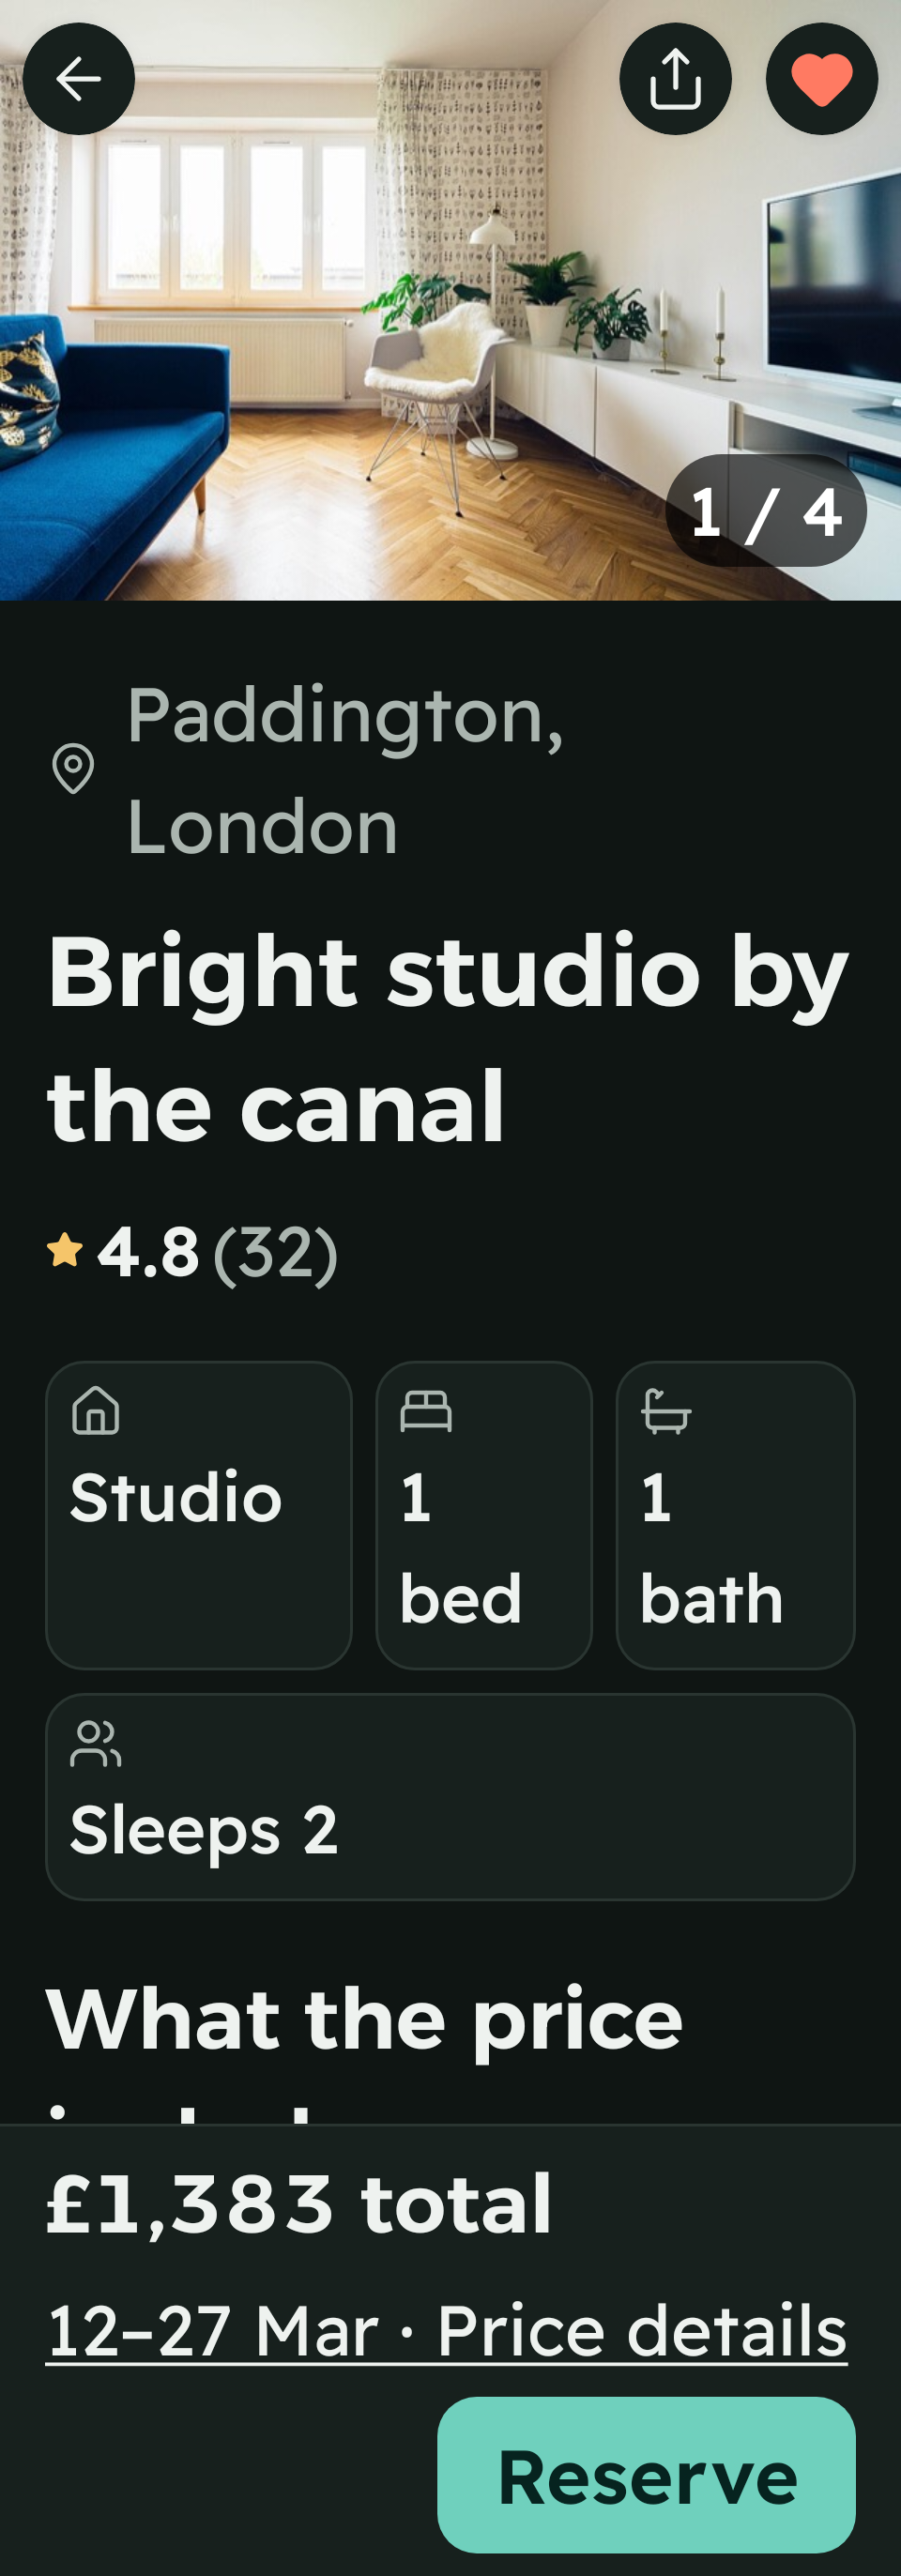 1 / 4
Paddington,
London
Bright studio by
the canal
4.8 (32)
Studio
1
bed
1
bath
Sleeps 2
What the price
£1,383 total
12–27 Mar · Price details
Reserve